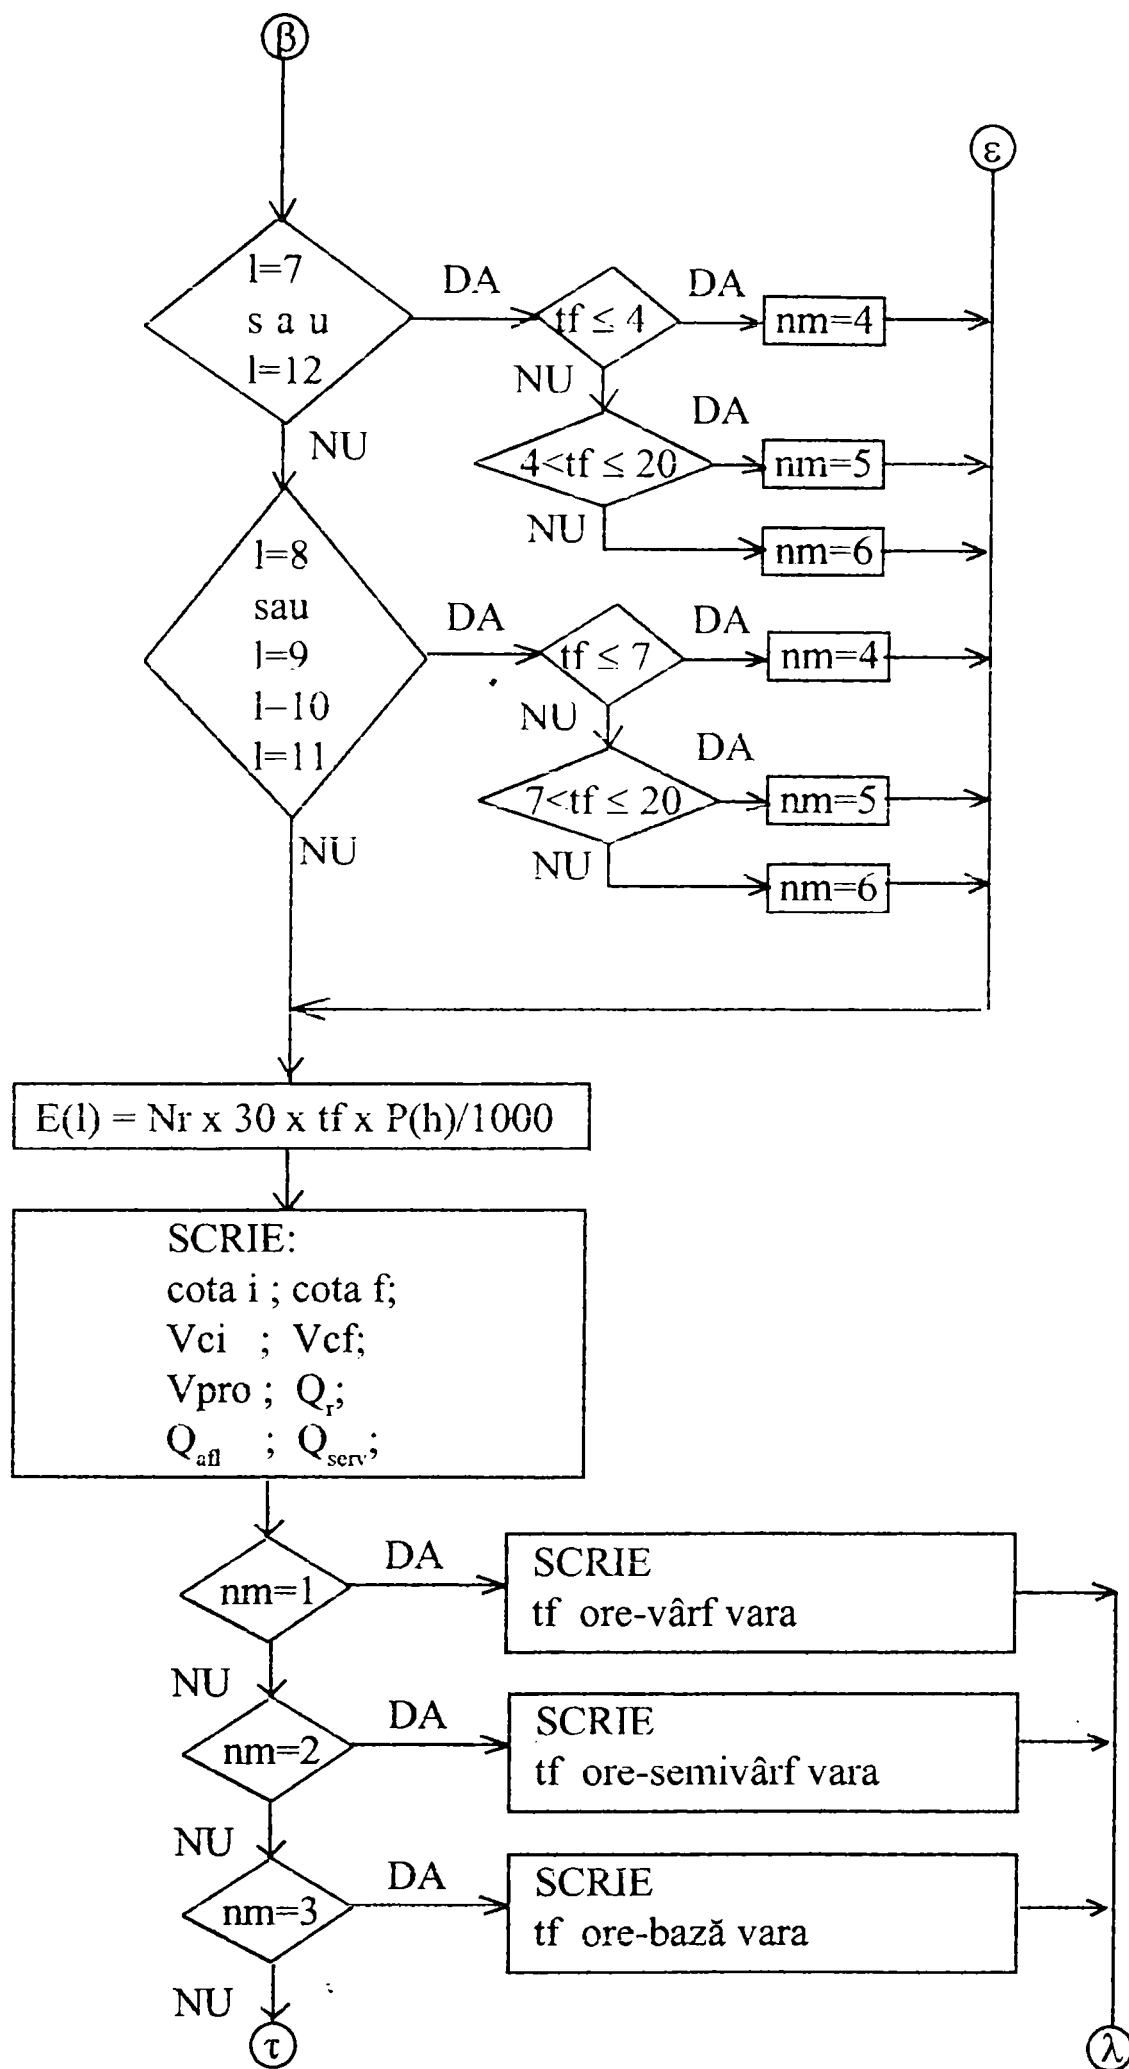 β
ε
l=7
s a u
l=12
DA
tf ≤ 4
DA
nm=4
NU
4<tf ≤ 20
DA
nm=5
NU
nm=6
NU
l=8
sau
l=9
l–10
l=11
DA
tf ≤ 7
DA
nm=4
NU
7<tf ≤ 20
DA
nm=5
NU
nm=6
NU
E(l) = Nr x 30 x tf x P(h)/1000
SCRIE:
cota i ; cota f;
Vci ; Vcf;
Vpro ; Qr;
Qafl ; Qserv;
nm=1
DA
SCRIE
tf ore-vârf vara
NU
nm=2
DA
SCRIE
tf ore-semivârf vara
NU
nm=3
DA
SCRIE
tf ore-bază vara
NU
τ
λ